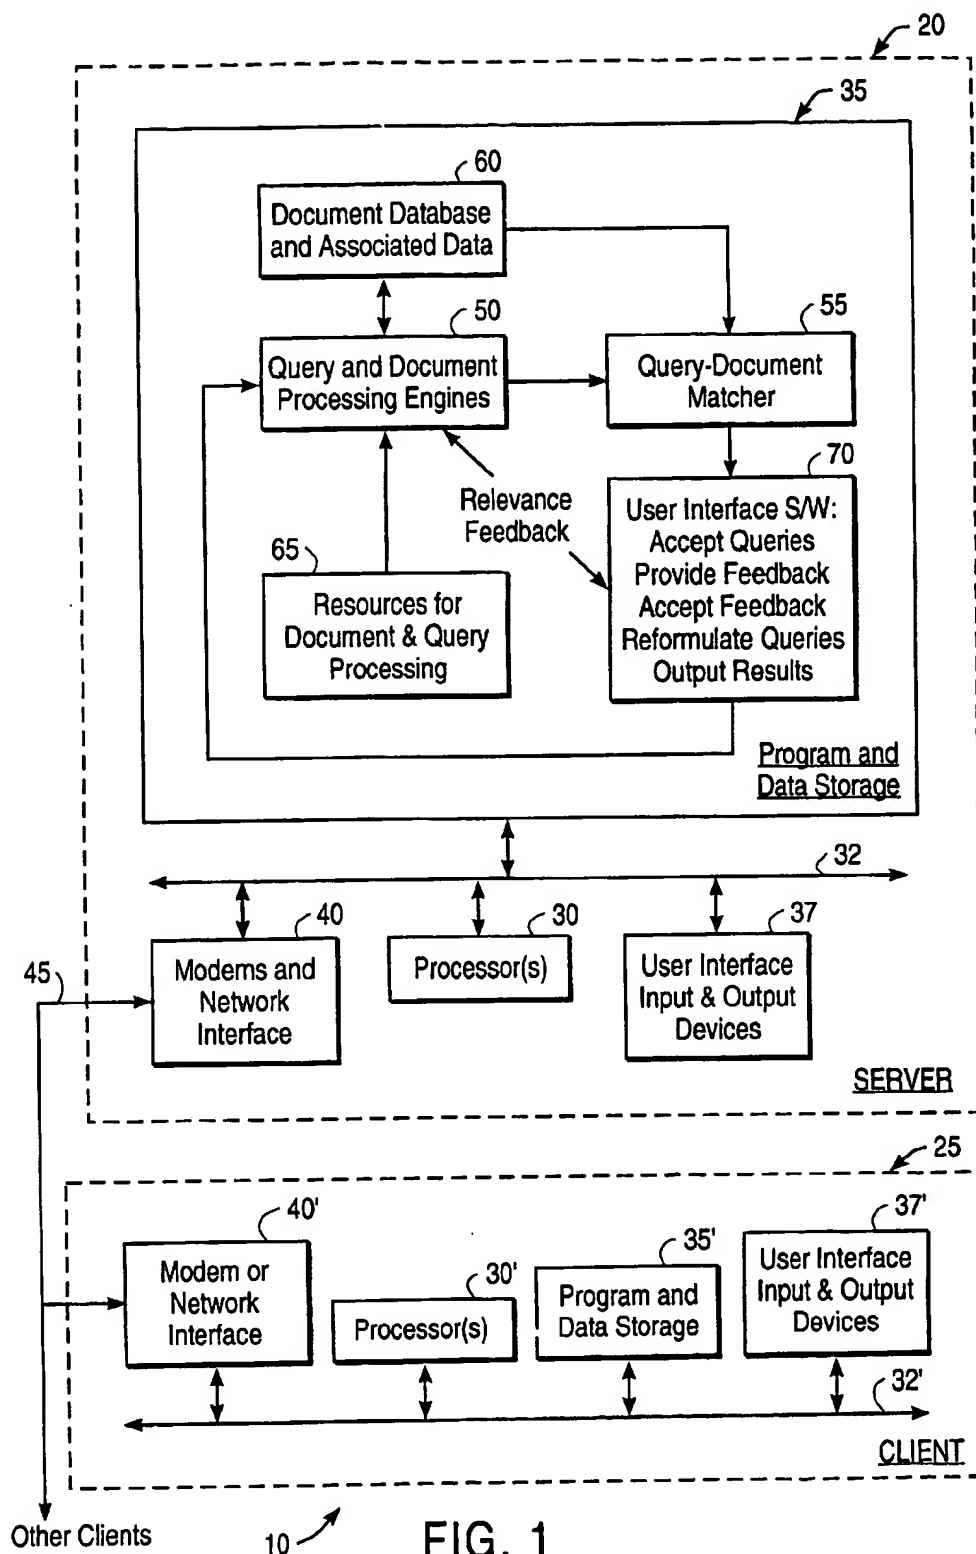 20
35
60
Document Database
and Associated Data
50
Query and Document
Processing Engines
55
Query-Document
Matcher
70
User Interface S/W:
Accept Queries
Provide Feedback
Accept Feedback
Reformulate Queries
Output Results
Relevance
Feedback
65
Resources for
Document & Query
Processing
Program and
Data Storage
32
40
Modems and
Network
Interface
30
Processor(s)
37
User Interface
Input & Output
Devices
45
SERVER
25
40'
Modem or
Network
Interface
30'
Processor(s)
35'
Program and
Data Storage
37'
User Interface
Input & Output
Devices
32'
CLIENT
Other Clients
10
FIG. 1